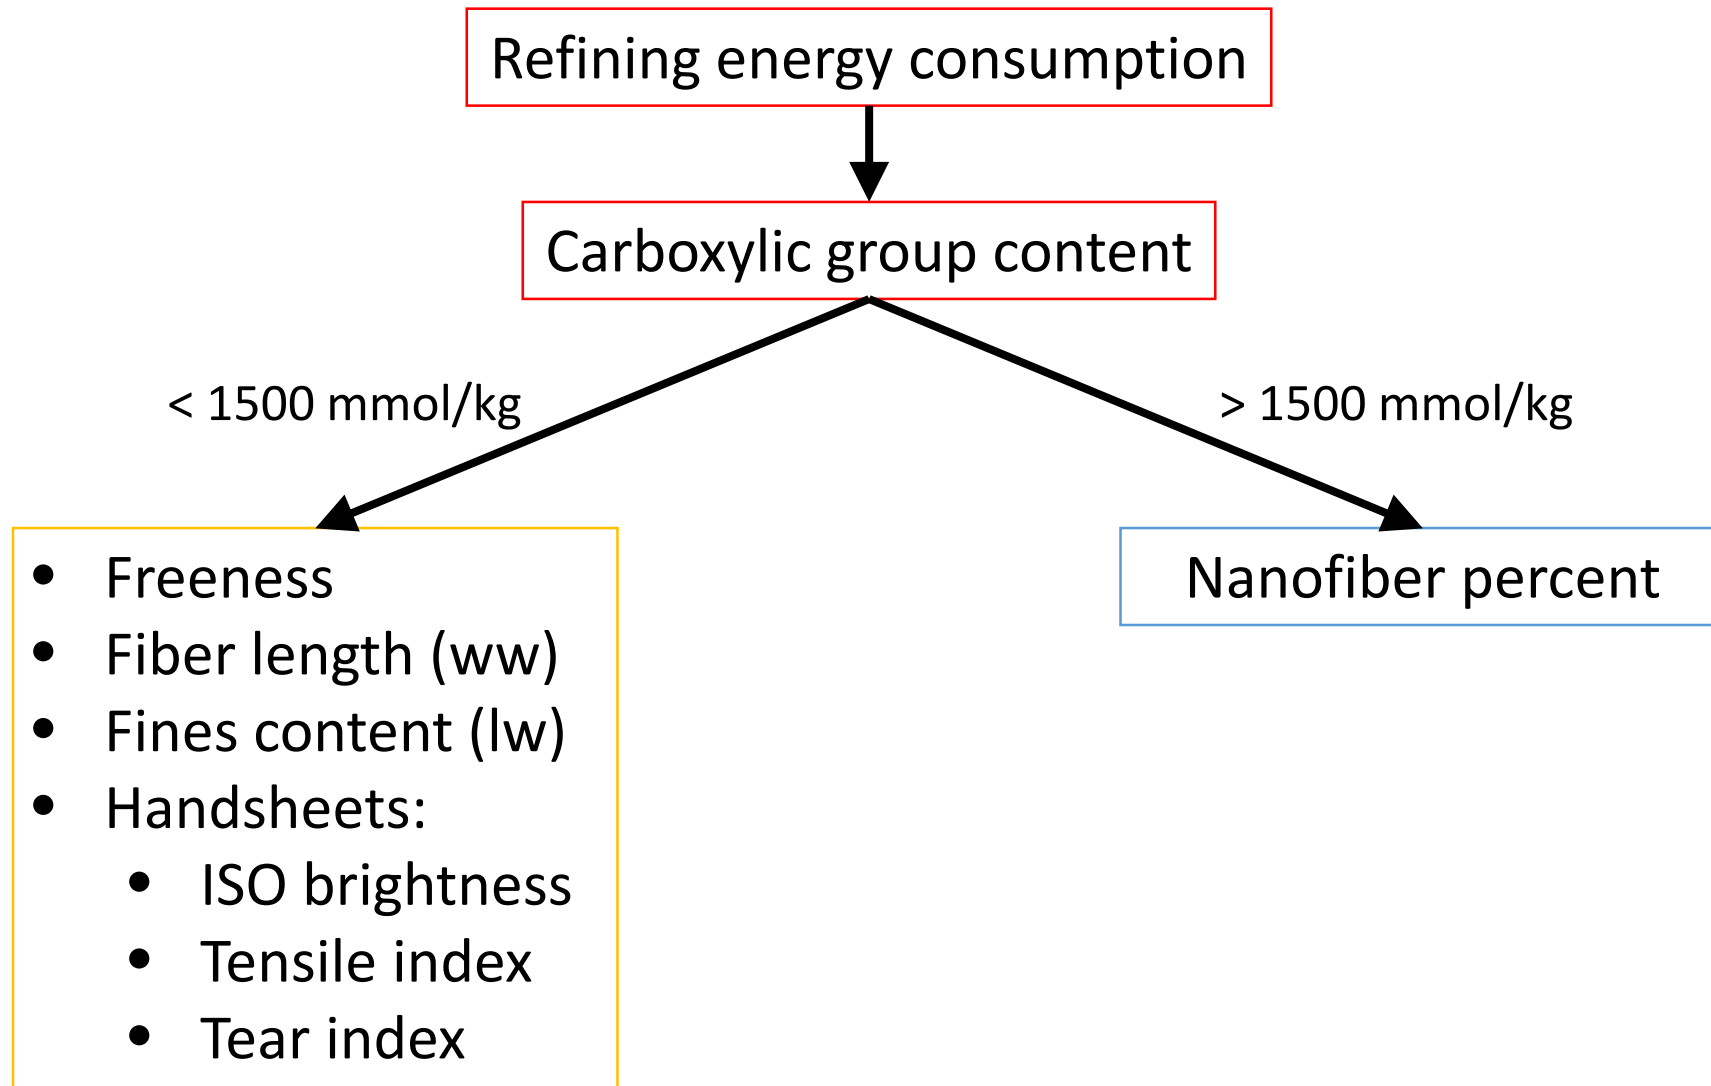 Refining energy consumption
Carboxylic group content
< 1500 mmol/kg
> 1500 mmol/kg
• Freeness
• Fiber length (ww)
• Fines content (lw)
• Handsheets:
• ISO brightness
• Tensile index
• Tear index
Nanofiber percent